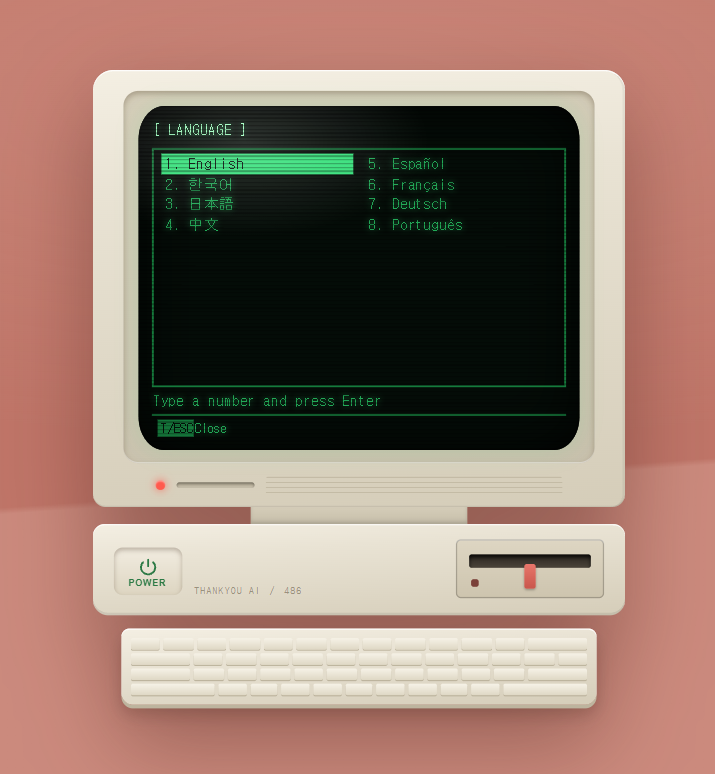 [ LANGUAGE ]
1. English
2. 한국어
3. 日本語
4. 中文
5. Español
6. Français
7. Deutsch
8. Português
Type a number and press Enter
T/ESC Close
POWER
THANKYOU AI / 486